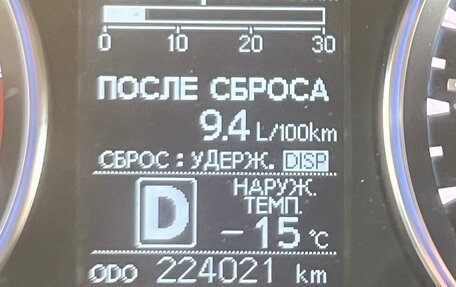 0 10 20 30
ПОСЛЕ СБРОСА
9.4 L/100km
СБРОС : УДЕРЖ. DISP
D
НАРУЖ.
ТЕМП.
-15 °C
ODO 224021 km